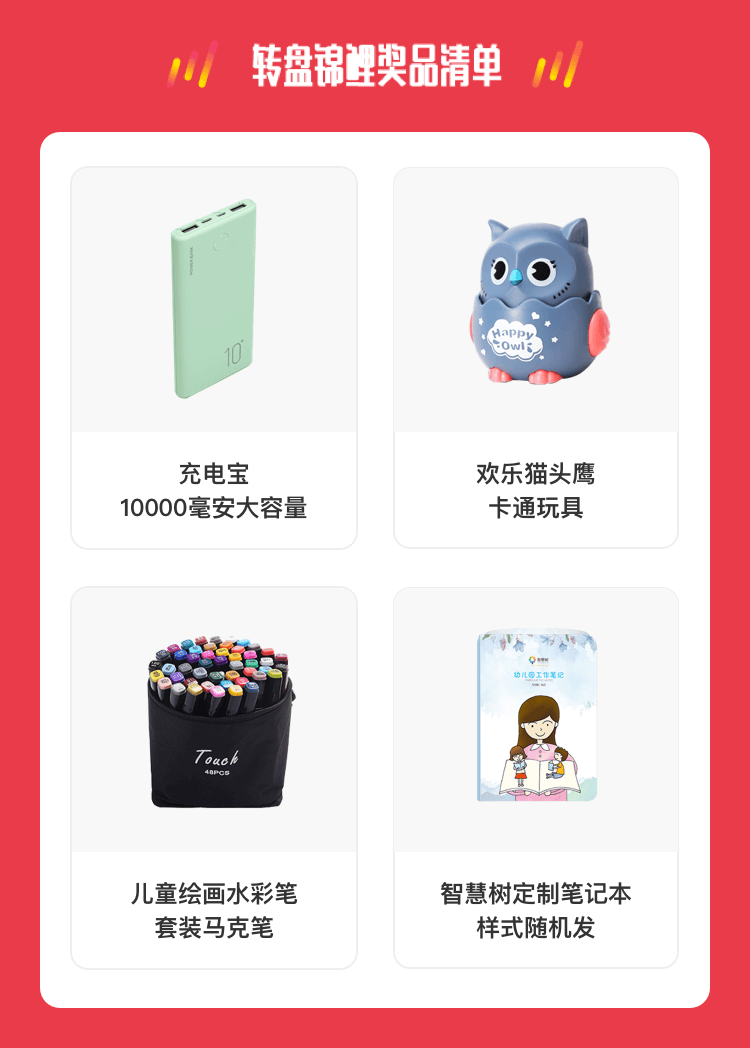 转盘锦鲤奖品清单
10
充电宝
10000毫安大容量
Happy
Owl
欢乐猫头鹰
卡通玩具
Touch
48PCS
儿童绘画水彩笔
套装马克笔
智慧树
幼儿园工作笔记
智慧树定制笔记本
样式随机发